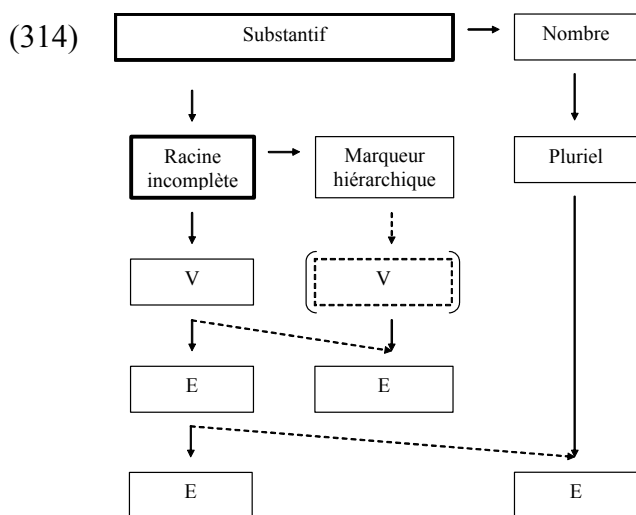 (314)
Substantif
Nombre
Racine
incomplète
Marqueur
hiérarchique
Pluriel
V
V
E
E
E
E